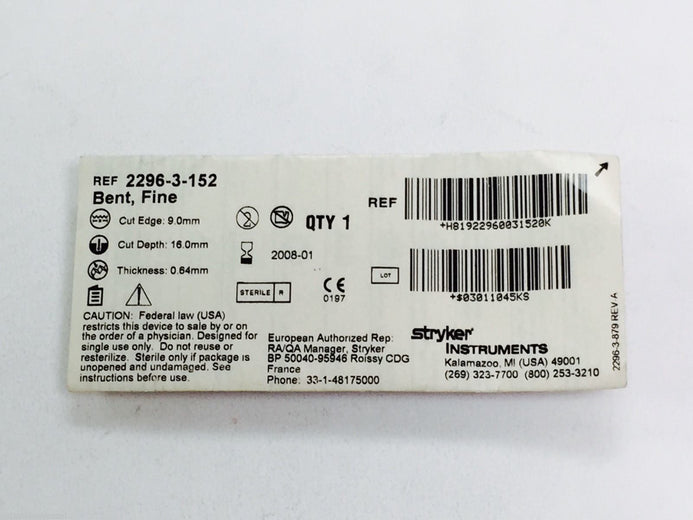 REF 2296-3-152
Bent, Fine
Cut Edge: 9.0mm
Cut Depth: 16.0mm
Thickness: 0.64mm
2
QTY 1
2008-01
STERILE R
CE
0197
REF
+H81922960031520K
LOT
+$03011045KS
CAUTION: Federal law (USA)
restricts this device to sale by or on
the order of a physician. Designed for
single use only. Do not reuse or
resterilize. Sterile only if package is
unopened and undamaged. See
instructions before use.
European Authorized Rep:
RA/QA Manager, Stryker
BP 50040-95946 Roissy CDG
France
Phone: 33-1-48175000
stryker
INSTRUMENTS
Kalamazoo, MI (USA) 49001
(269) 323-7700 (800) 253-3210
2296-3-879 REV A